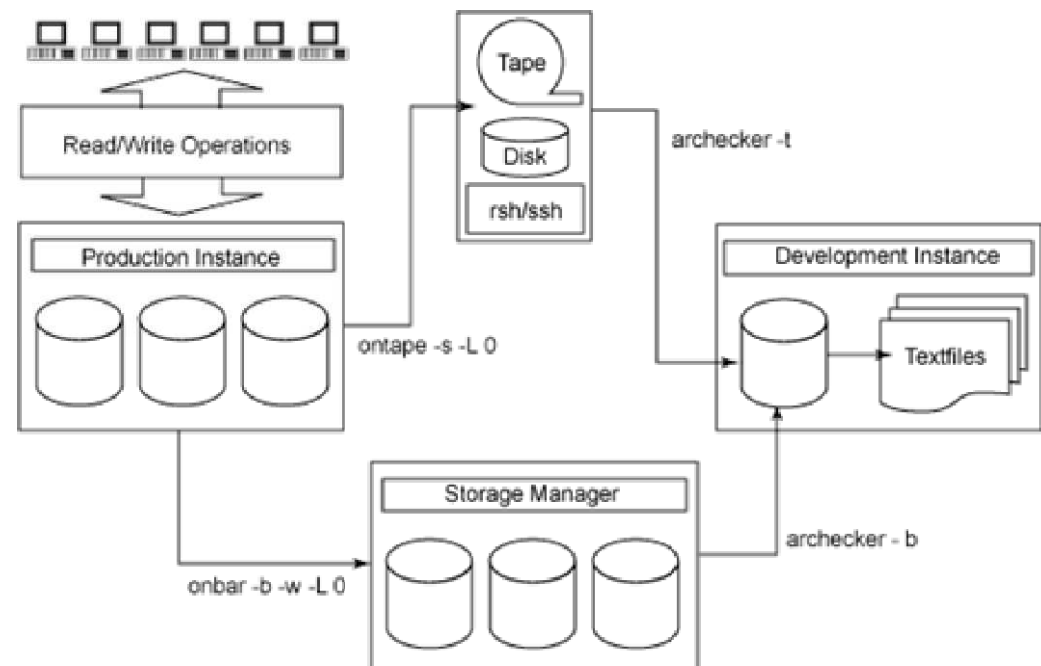 Tape
Read/Write Operations
Disk
archecker -t
rsh/ssh
Production Instance
Development Instance
ontape -s -L 0
Textfiles
Storage Manager
archecker - b
onbar -b -w -L 0